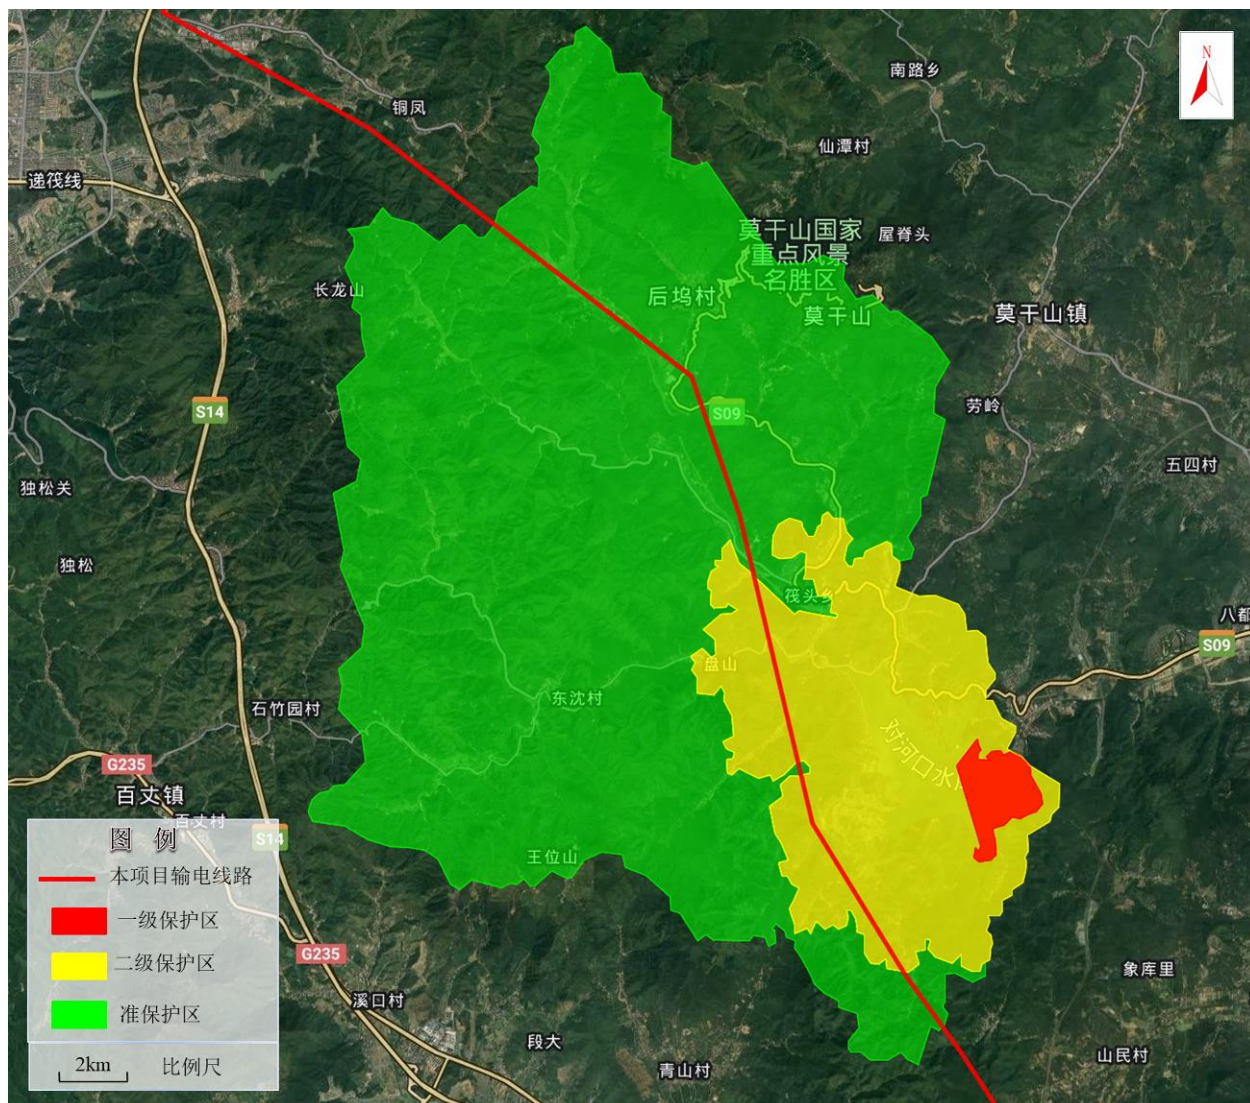 N
南路乡
铜凤
仙潭村
递筏线
莫干山国家
重点风景
名胜区
屋脊头
长龙山
后坞村
莫干山
莫干山镇
S14
S09
劳岭
五四村
独松关
独松
筏头乡
八都
S09
盘山
东沈村
石竹园村
对河口水库
G235
百丈镇
百丈村
S14
王位山
图 例
本项目输电线路
一级保护区
二级保护区
准保护区
2km 比例尺
G235
溪口村
象库里
段大
青山村
山民村